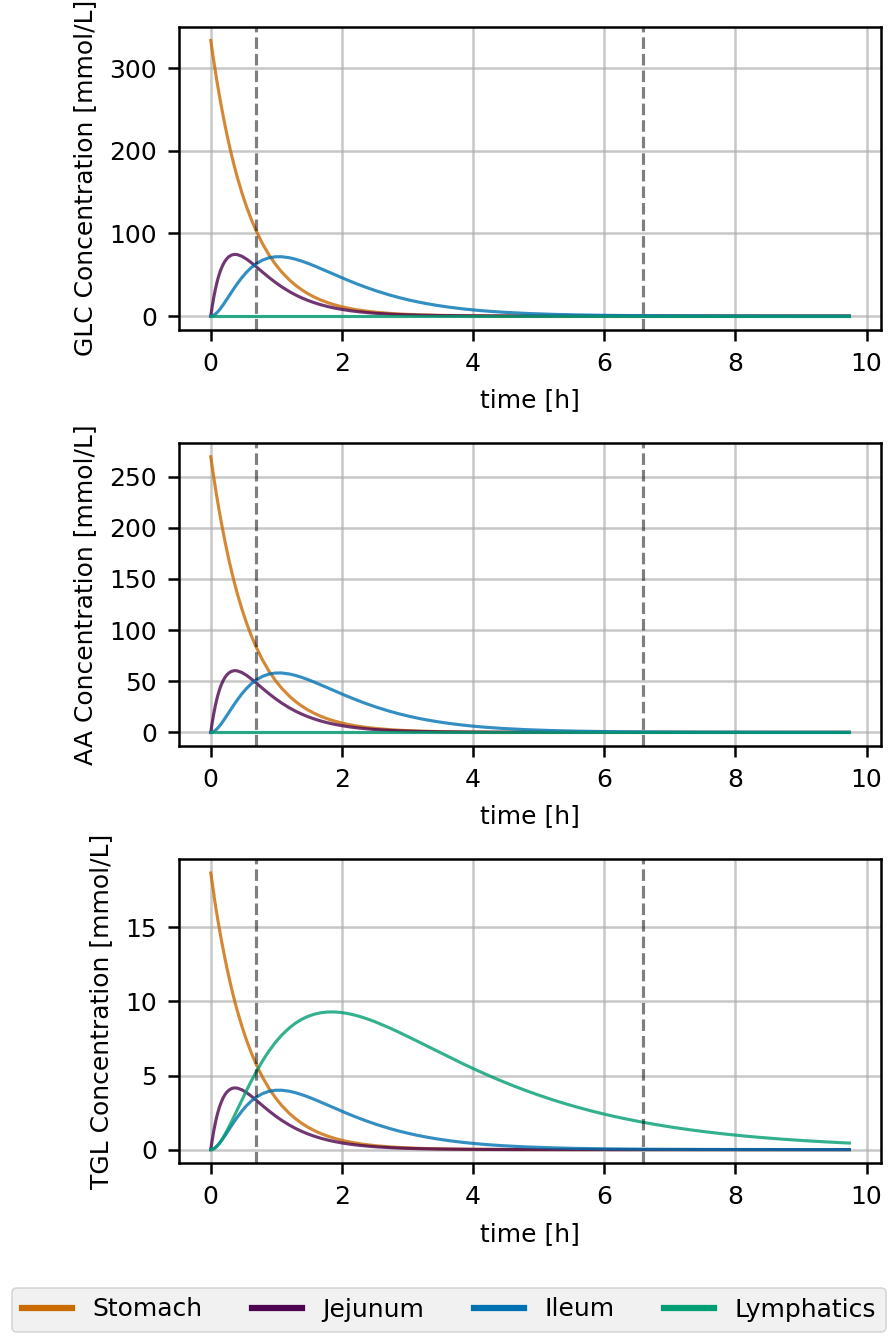 GLC Concentration [mmol/L]
300
200
100
0
0 2 4 6 8 10
time [h]
AA Concentration [mmol/L]
250
200
150
100
50
0
0 2 4 6 8 10
time [h]
TGL Concentration [mmol/L]
15
10
5
0
0 2 4 6 8 10
time [h]
Stomach Jejunum Ileum Lymphatics